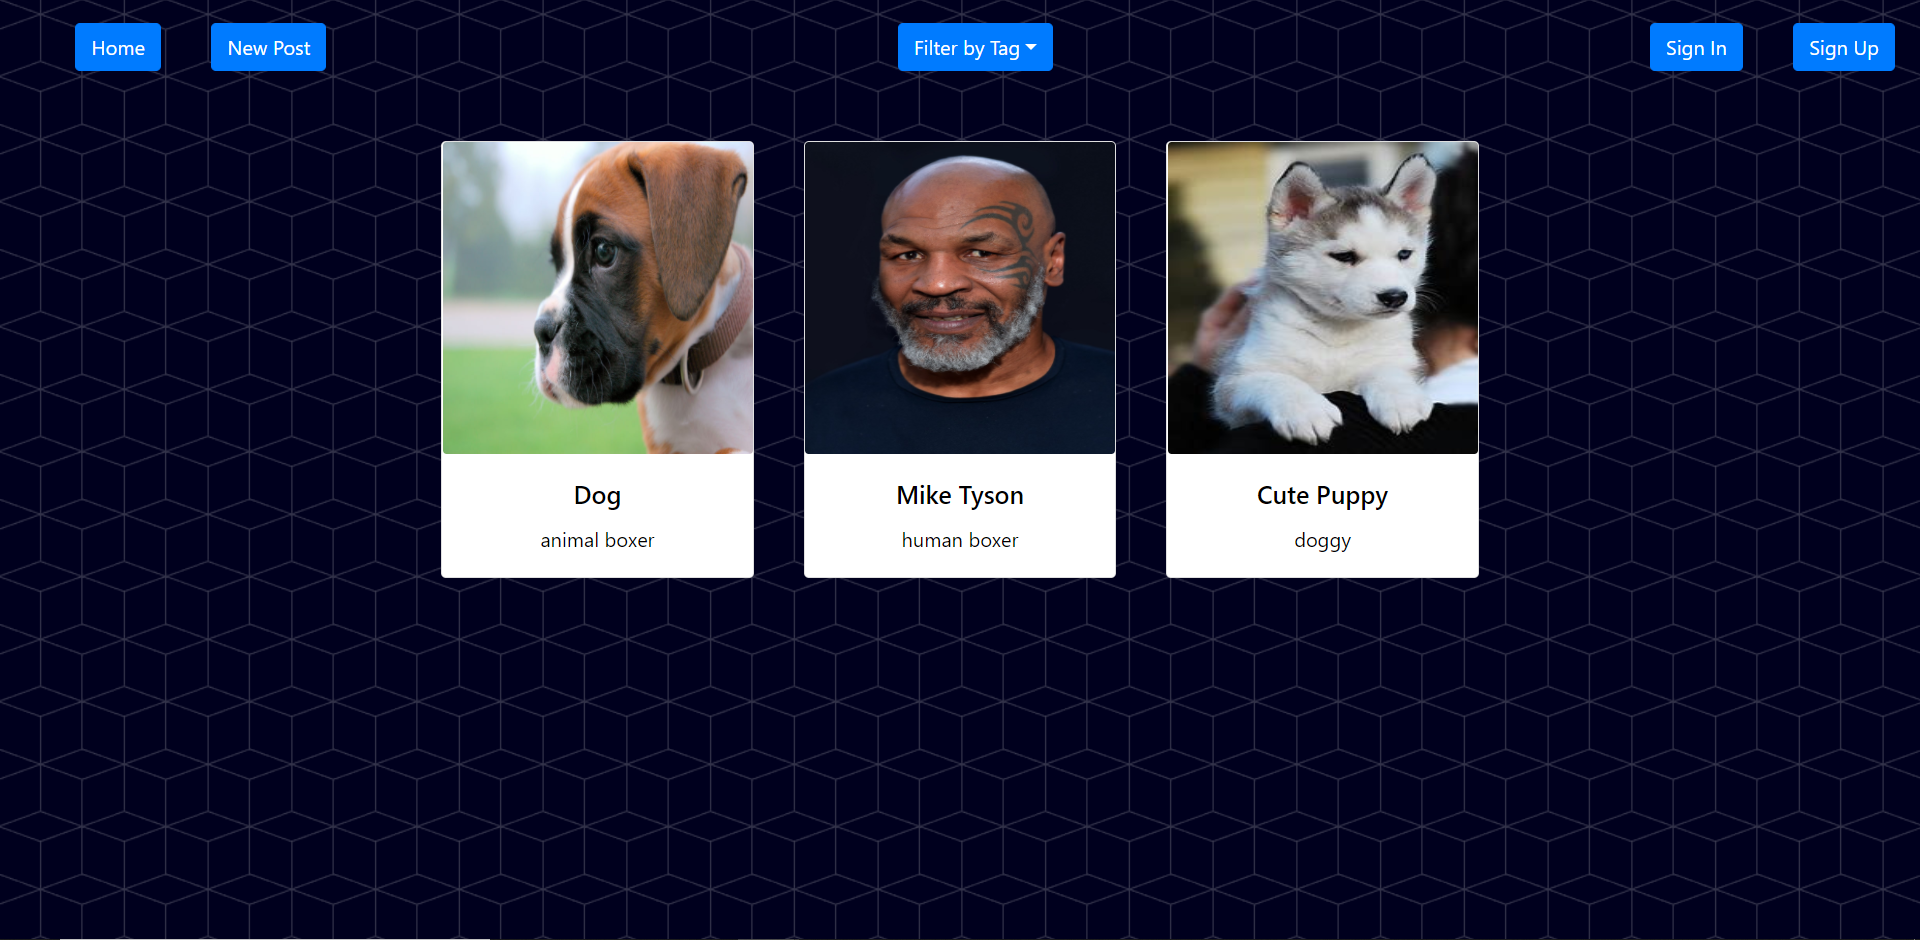 Home
New Post
Filter by Tag
Sign In
Sign Up
Dog
animal boxer
Mike Tyson
human boxer
Cute Puppy
doggy